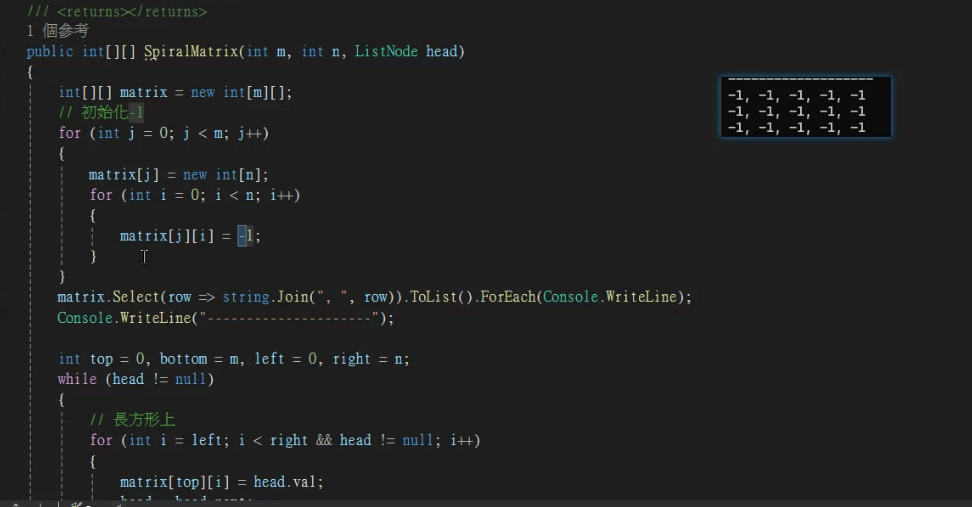 /// <returns></returns>
1 個參考
public int[][] SpiralMatrix(int m, int n, ListNode head)
{
int[][] matrix = new int[m][];
// 初始化-1
for (int j = 0; j < m; j++)
{
matrix[j] = new int[n];
for (int i = 0; i < n; i++)
{
matrix[j][i] = -1;
}
}
matrix.Select(row => string.Join(", ", row)).ToList().ForEach(Console.WriteLine);
Console.WriteLine("---------------------");
int top = 0, bottom = m, left = 0, right = n;
while (head != null)
{
// 長方形上
for (int i = left; i < right && head != null; i++)
{
matrix[top][i] = head.val;
-------------------
-1, -1, -1, -1, -1
-1, -1, -1, -1, -1
-1, -1, -1, -1, -1